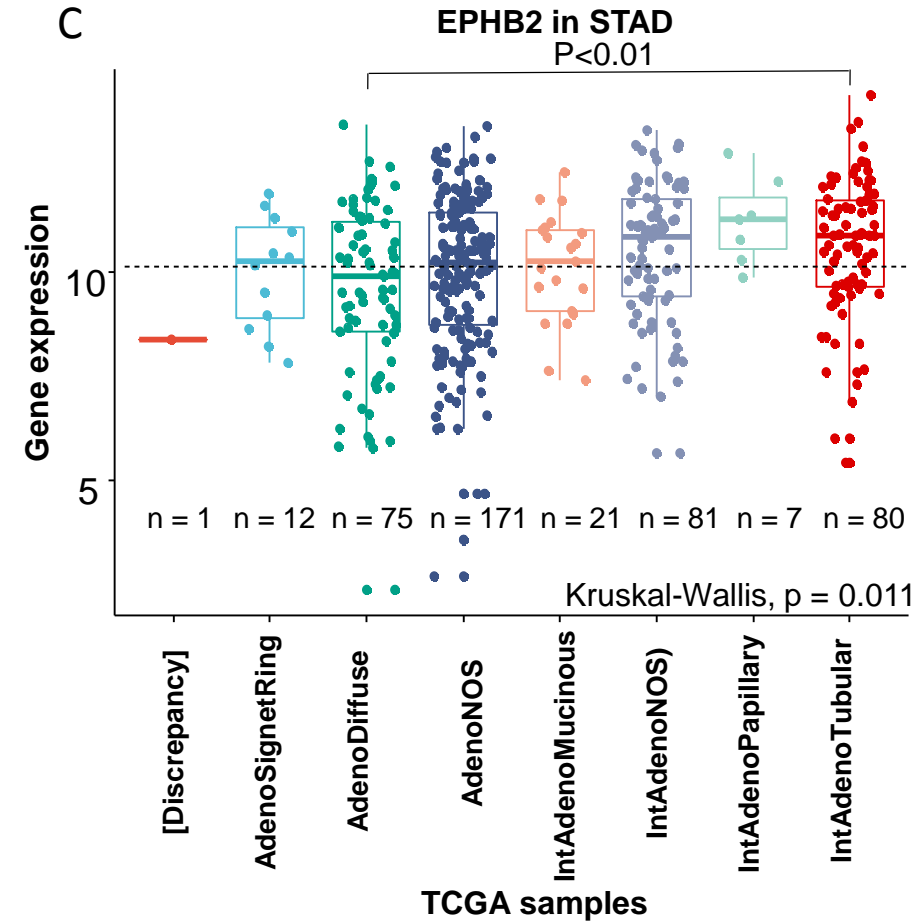 C
EPHB2 in STAD
P<0.01
Gene expression
10
5
n = 1 n = 12 n = 75 n = 171 n = 21 n = 81 n = 7 n = 80
Kruskal-Wallis, p = 0.011
[Discrepancy]
AdenoSignetRing
AdenoDiffuse
AdenoNOS
IntAdenoMucinous
IntAdenoNOS)
IntAdenoPapillary
IntAdenoTubular
TCGA samples